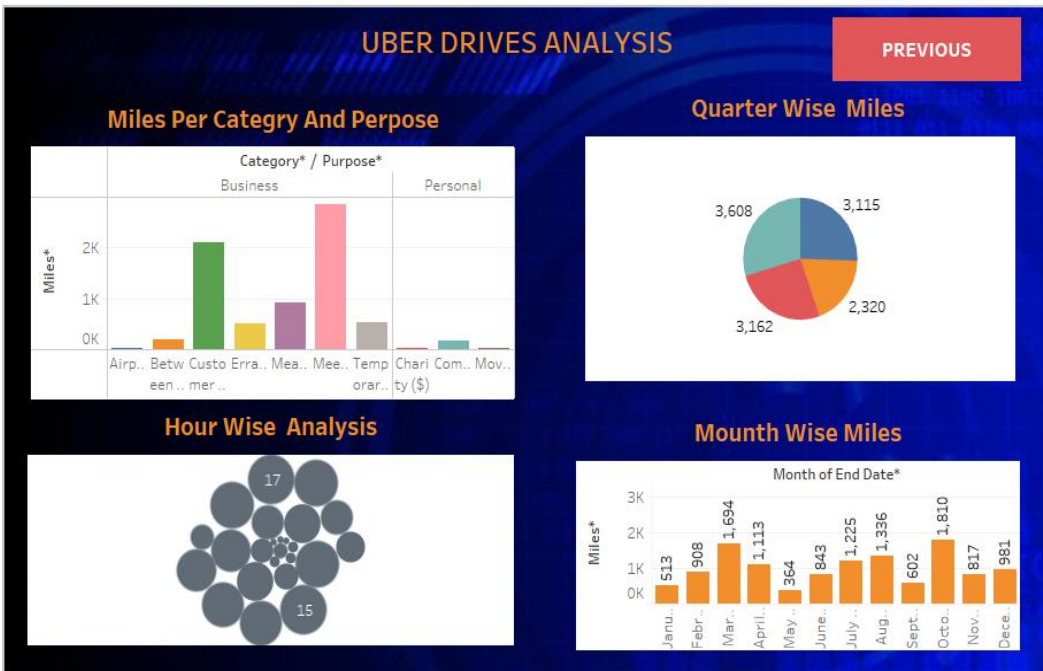 UBER DRIVES ANALYSIS
PREVIOUS
Miles Per Categry And Perpose
Category* / Purpose*
Business
Personal
Miles*
2K
1K
0K
Airp..
Betw
een ..
Custo
mer ..
Erra..
Mea..
Mee..
Temp
orar..
Chari
ty ($)
Com..
Mov..
Quarter Wise Miles
3,608
3,115
3,162
2,320
Hour Wise Analysis
17
15
Mounth Wise Miles
Month of End Date*
Miles*
3K
2K
1K
0K
513
908
1,694
1,113
364
843
1,225
1,336
602
1,810
817
981
Janu..
Febr ..
Mar..
April..
May ..
June..
July ..
Aug..
Sept..
Octo..
Nov..
Dece..